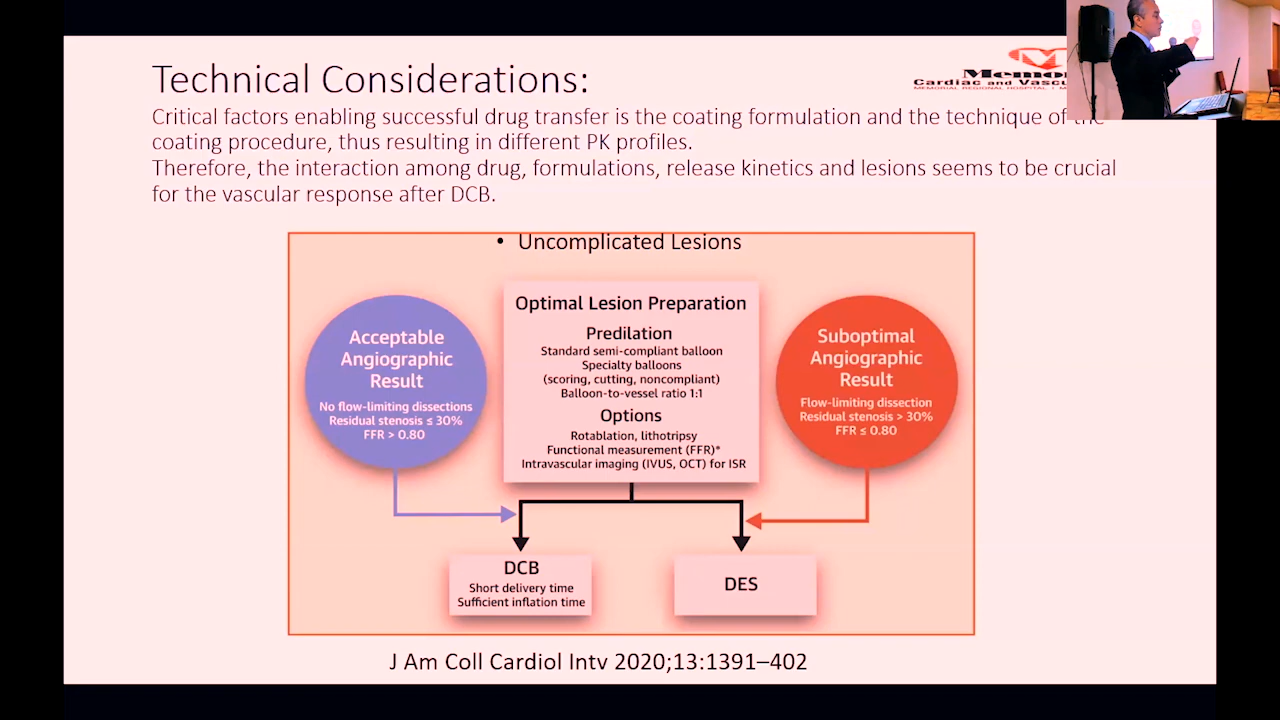 Technical Considerations:
Critical factors enabling successful drug transfer is the coating formulation and the technique of the
coating procedure, thus resulting in different PK profiles.
Therefore, the interaction among drug, formulations, release kinetics and lesions seems to be crucial
for the vascular response after DCB.
Cardiac and
MEMORIAL REGIONAL HOSPITAL
• Uncomplicated Lesions
Acceptable
Angiographic
Result
No flow-limiting dissections
Residual stenosis ≤ 30%
FFR > 0.80
Optimal Lesion Preparation
Predilation
Standard semi-compliant balloon
Specialty balloons
(scoring, cutting, noncompliant)
Balloon-to-vessel ratio 1:1
Options
Rotablation, lithotripsy
Functional measurement (FFR)*
Intravascular imaging (IVUS, OCT) for ISR
Suboptimal
Angiographic
Result
Flow-limiting dissection
Residual stenosis > 30%
FFR ≤ 0.80
DCB
Short delivery time
Sufficient inflation time
DES
J Am Coll Cardiol Intv 2020;13:1391–402